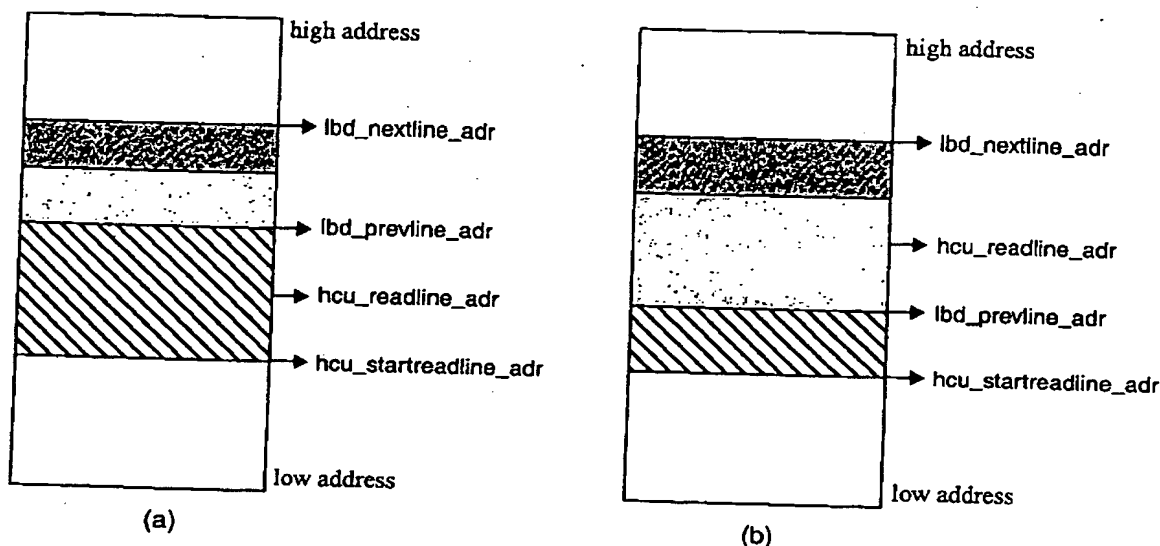 high address
lbd_nextline_adr
lbd_prevline_adr
hcu_readline_adr
hcu_startreadline_adr
low address
(a)
high address
lbd_nextline_adr
hcu_readline_adr
lbd_prevline_adr
hcu_startreadline_adr
low address
(b)